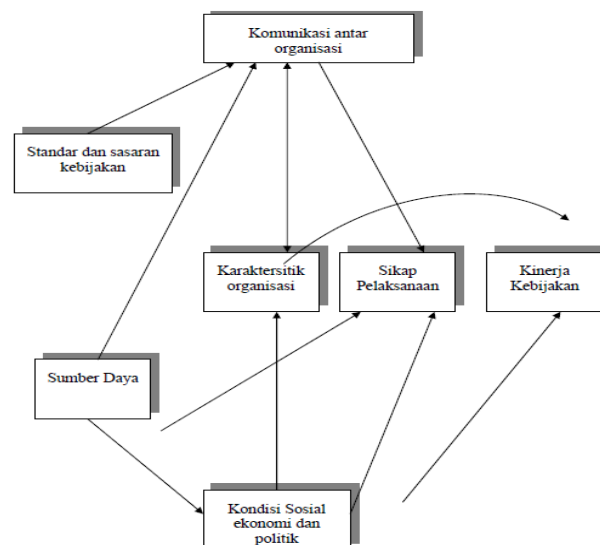 Komunikasi antar
organisasi
Standar dan sasaran
kebijakan
Karaktersitik
organisasi
Sikap
Pelaksanaan
Kinerja
Kebijakan
Sumber Daya
Kondisi Sosial
ekonomi dan
politik